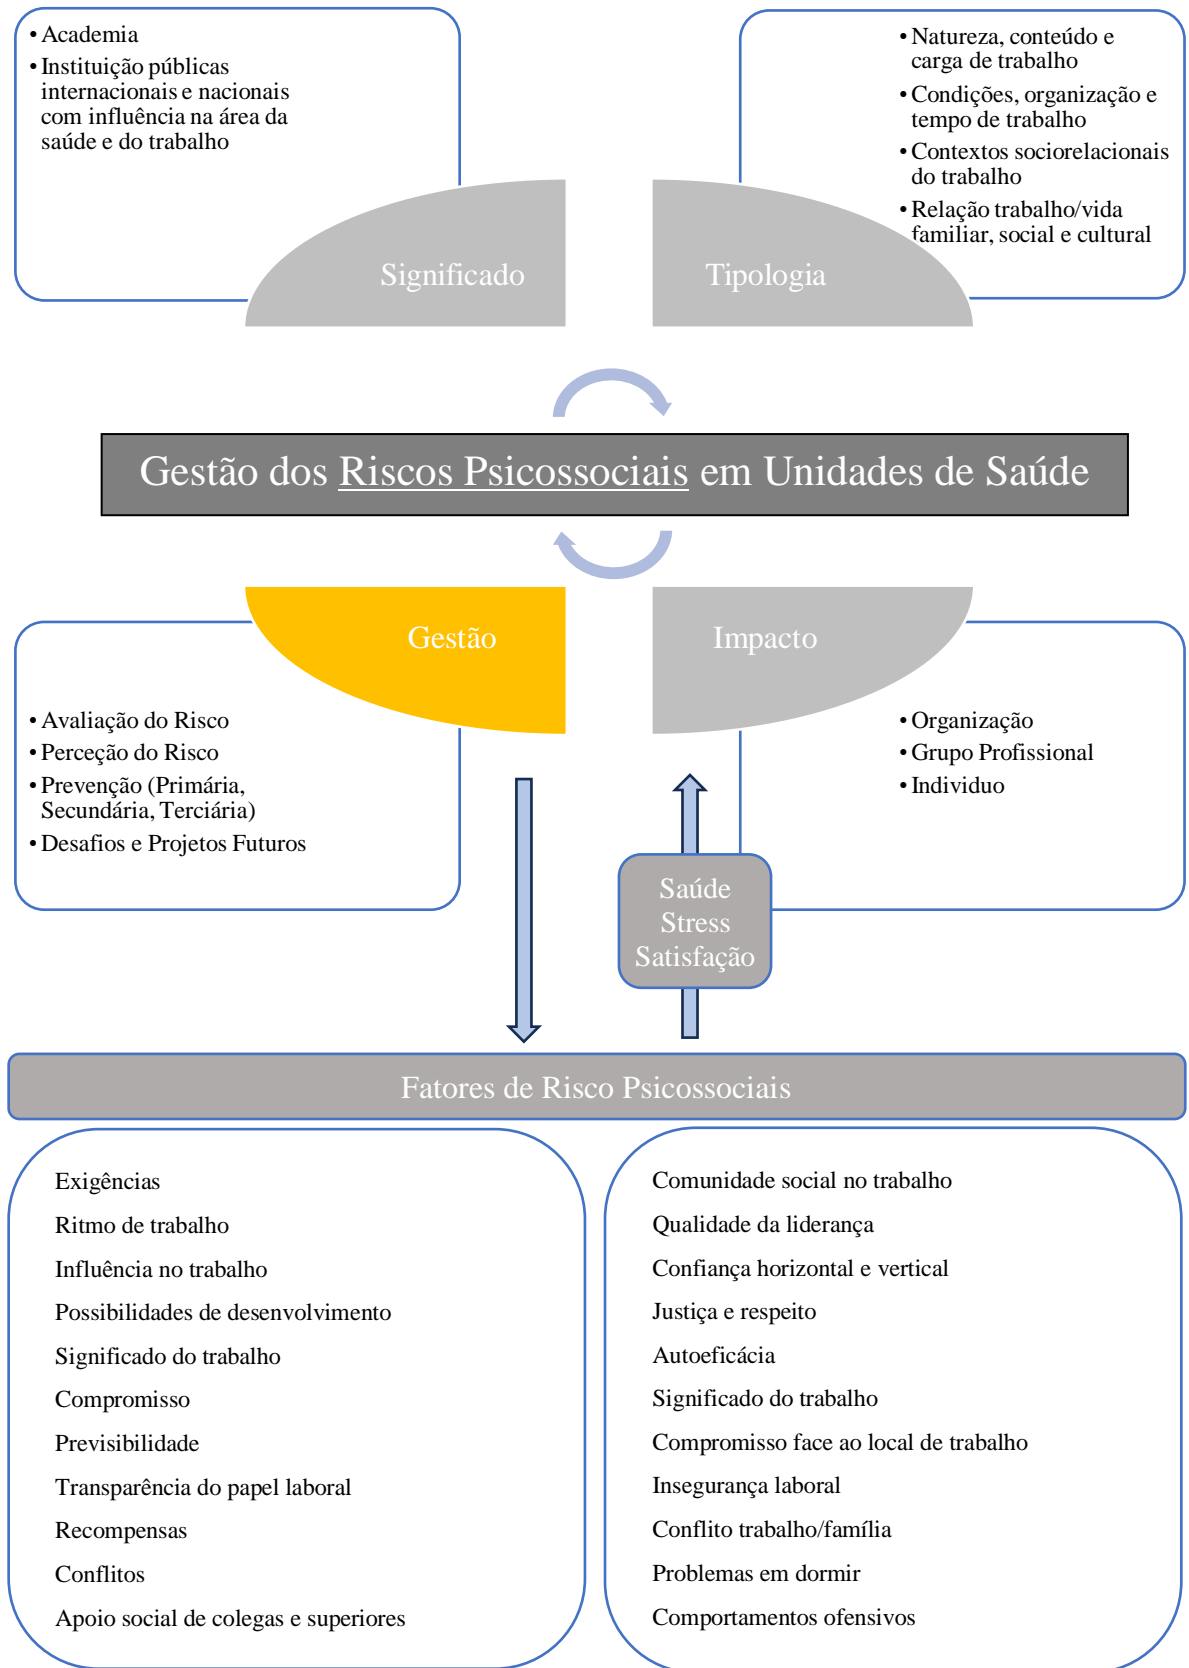 • Academia
• Instituição públicas
internacionais e nacionais
com influência na área da
saúde e do trabalho
• Natureza, conteúdo e
carga de trabalho
• Condições, organização e
tempo de trabalho
• Contextos sociorelacionais
do trabalho
• Relação trabalho/vida
familiar, social e cultural
Significado
Tipologia
Gestão dos Riscos Psicossociais em Unidades de Saúde
Gestão
Impacto
• Avaliação do Risco
• Perceção do Risco
• Prevenção (Primária,
Secundária, Terciária)
• Desafios e Projetos Futuros
• Organização
• Grupo Profissional
• Individuo
Saúde
Stress
Satisfação
Fatores de Risco Psicossociais
Exigências
Ritmo de trabalho
Influência no trabalho
Possibilidades de desenvolvimento
Significado do trabalho
Compromisso
Previsibilidade
Transparência do papel laboral
Recompensas
Conflitos
Apoio social de colegas e superiores
Comunidade social no trabalho
Qualidade da liderança
Confiança horizontal e vertical
Justiça e respeito
Autoeficácia
Significado do trabalho
Compromisso face ao local de trabalho
Insegurança laboral
Conflito trabalho/família
Problemas em dormir
Comportamentos ofensivos